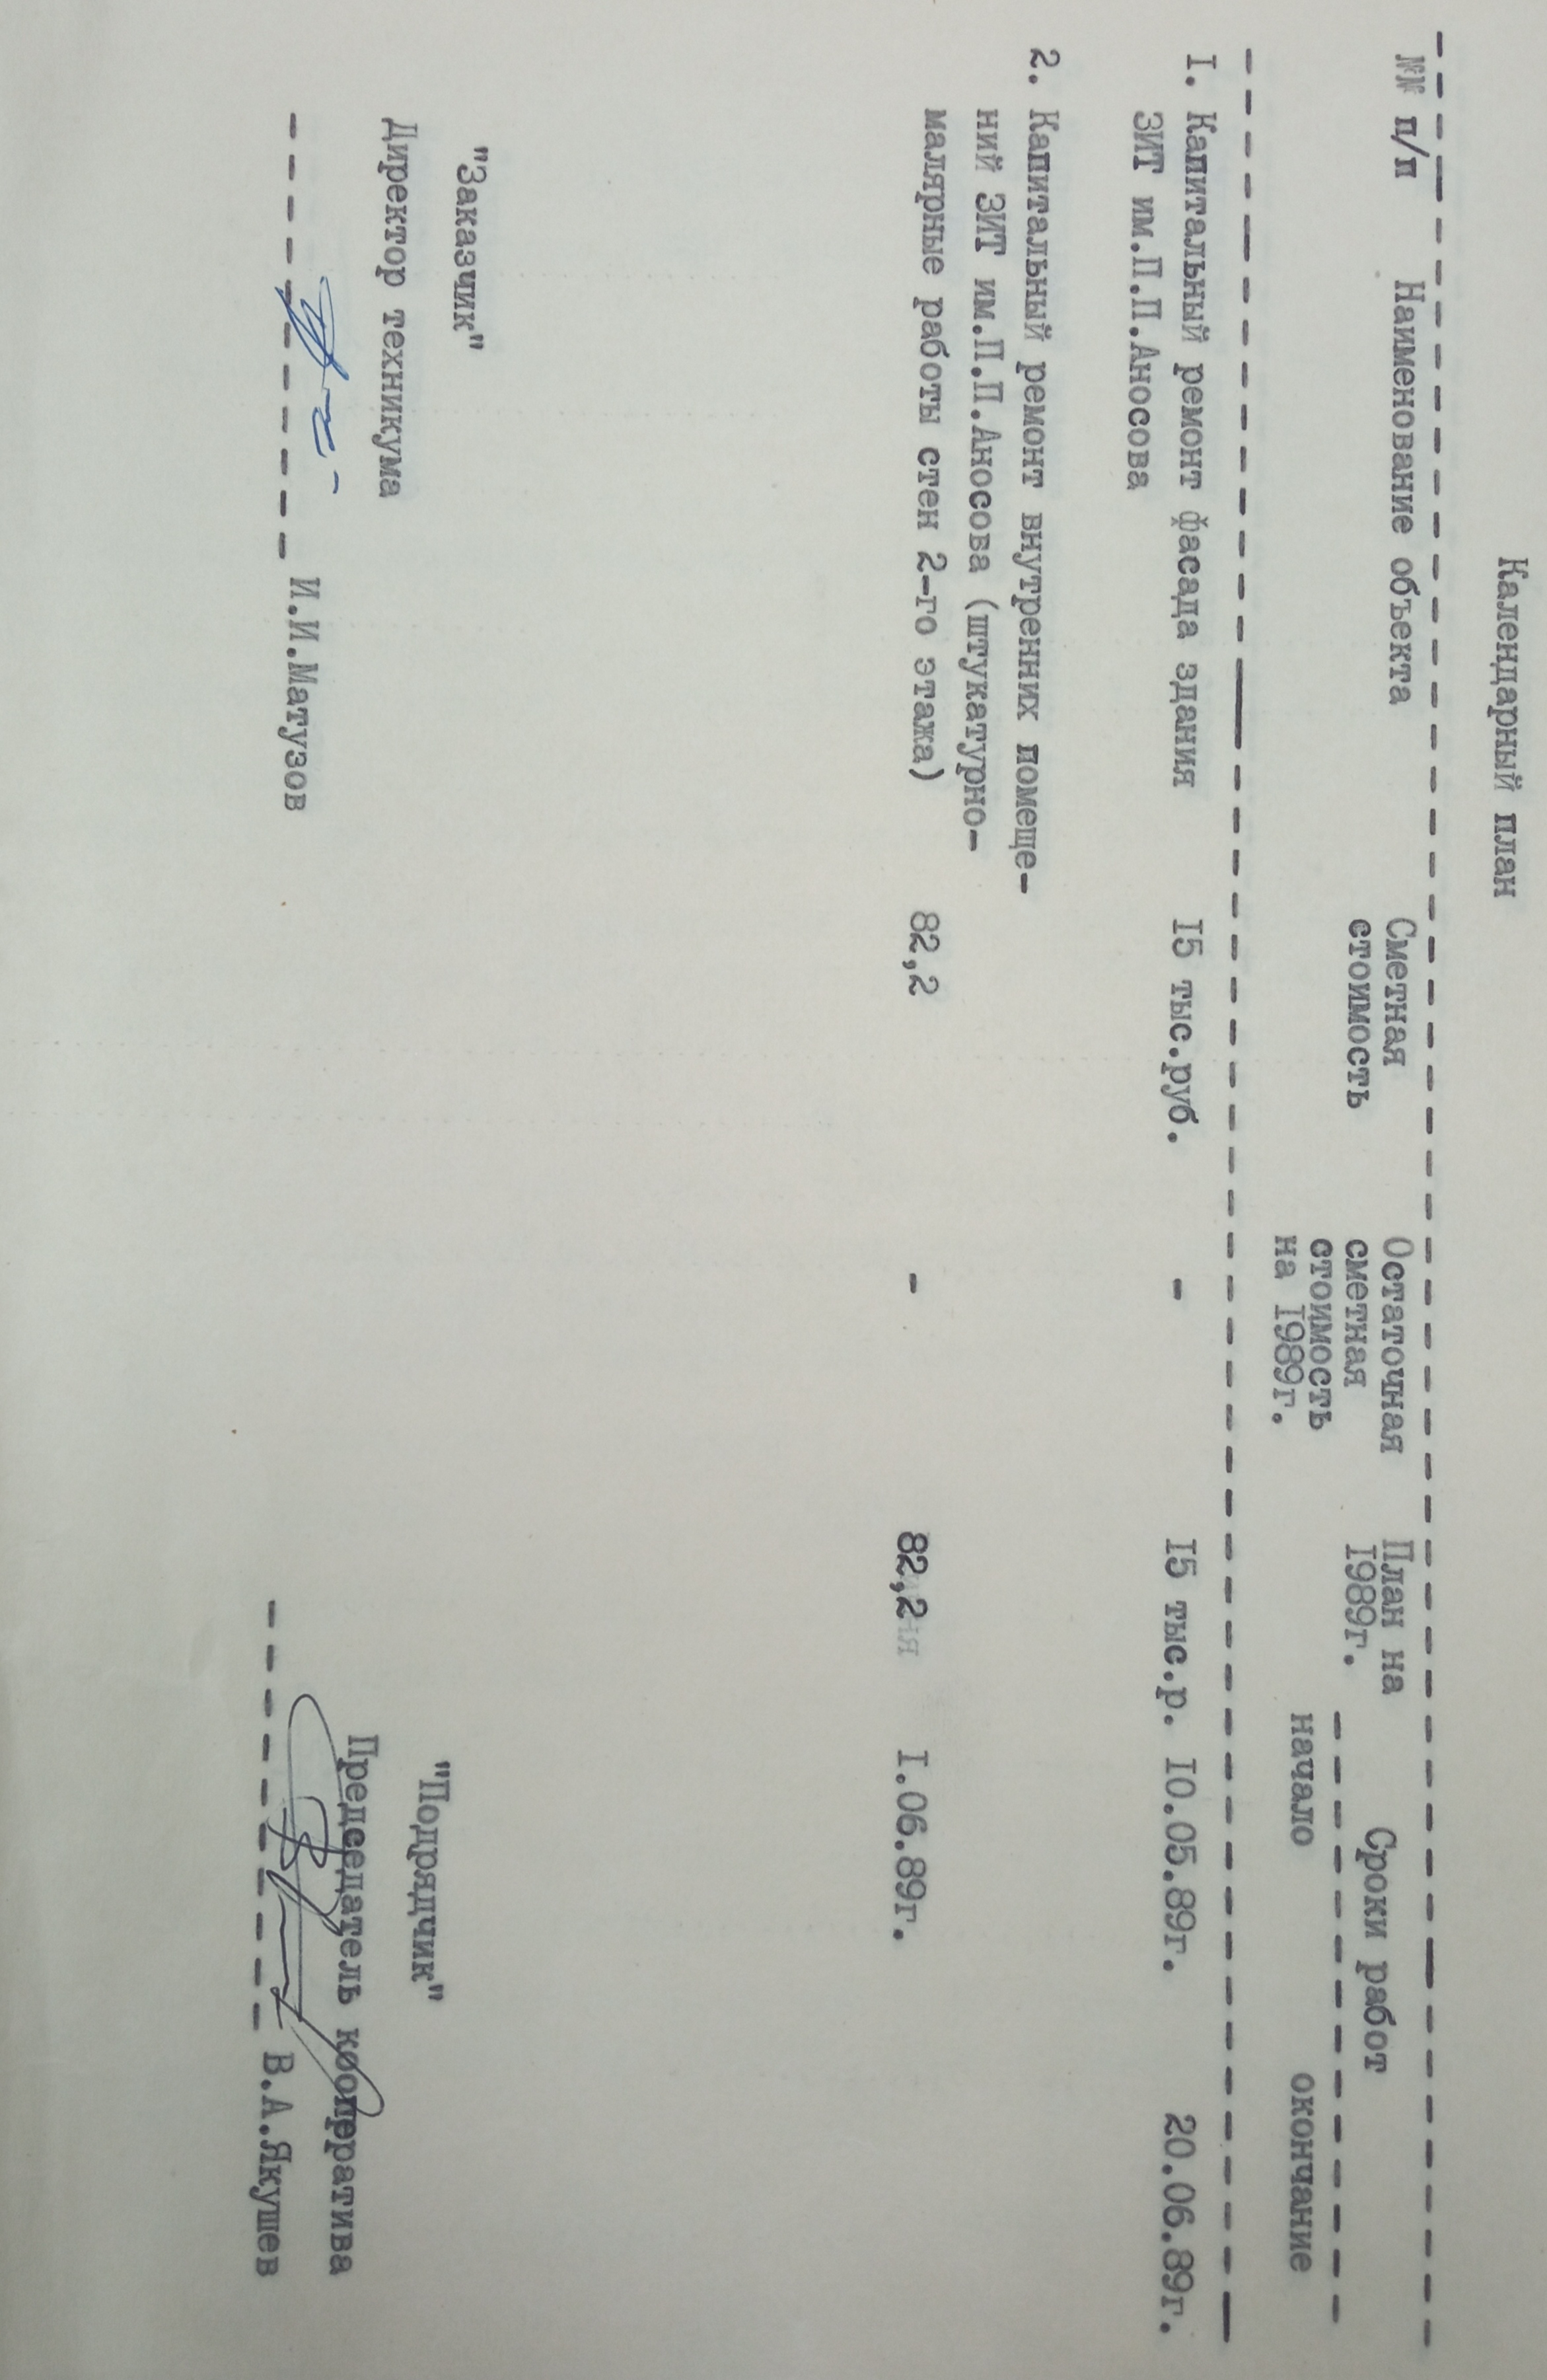 Календарный план
№№ п/п Наименование объекта Сметная Остаточная План на Сроки работ
стоимость сметная 1989г.
стоимость начало окончание
на 1989г.
I. Капитальный ремонт фасада здания I5 тыс.руб. - I5 тыс.р. I0.05.89г. 20.06.89г.
ЗИТ им.П.П.Аносова
2. Капитальный ремонт внутренних помеще-
ний ЗИТ им.П.П.Аносова (штукатурно-
малярные работы стен 2-го этажа) 82,2 - 82,2 I.06.89г.
"Заказчик" "Подрядчик"
Директор техникума Председатель кооператива
И.И.Матузов В.А.Якушев